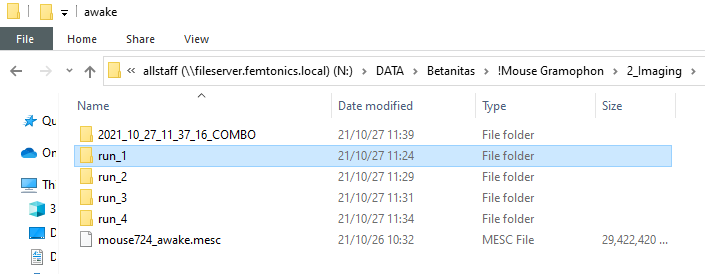 awake
File Home Share View
« allstaff (\\fileserver.femtonics.local) (N:) > DATA > Betanitas > !Mouse Gramophon > 2_Imaging >
Name Date modified Type Size
2021_10_27_11_37_16_COMBO 21/10/27 11:39 File folder
run_1 21/10/27 11:24 File folder
run_2 21/10/27 11:29 File folder
run_3 21/10/27 11:31 File folder
run_4 21/10/27 11:34 File folder
mouse724_awake.mesc 21/10/26 10:32 MESC File 29,422,420 ...
Qu
On
Th
3
D
D